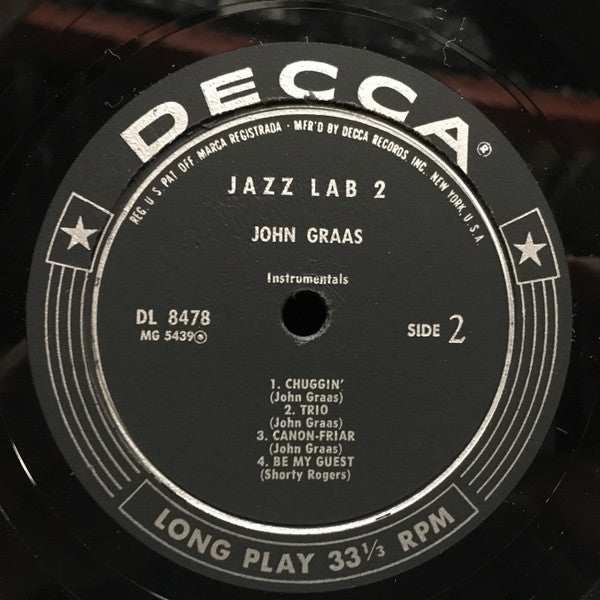 DECCA®
REG. U.S. PAT. OFF. MARCA REGISTRADA · MFR'D BY DECCA RECORDS, INC., NEW YORK, U.S.A.
JAZZ LAB 2
JOHN GRAAS
Instrumentals
DL 8478
MG 5439
SIDE 2
1. CHUGGIN'
(John Graas)
2. TRIO
(John Graas)
3. CANON-FRIAR
(John Graas)
4. BE MY GUEST
(Shorty Rogers)
LONG PLAY 33⅓ RPM